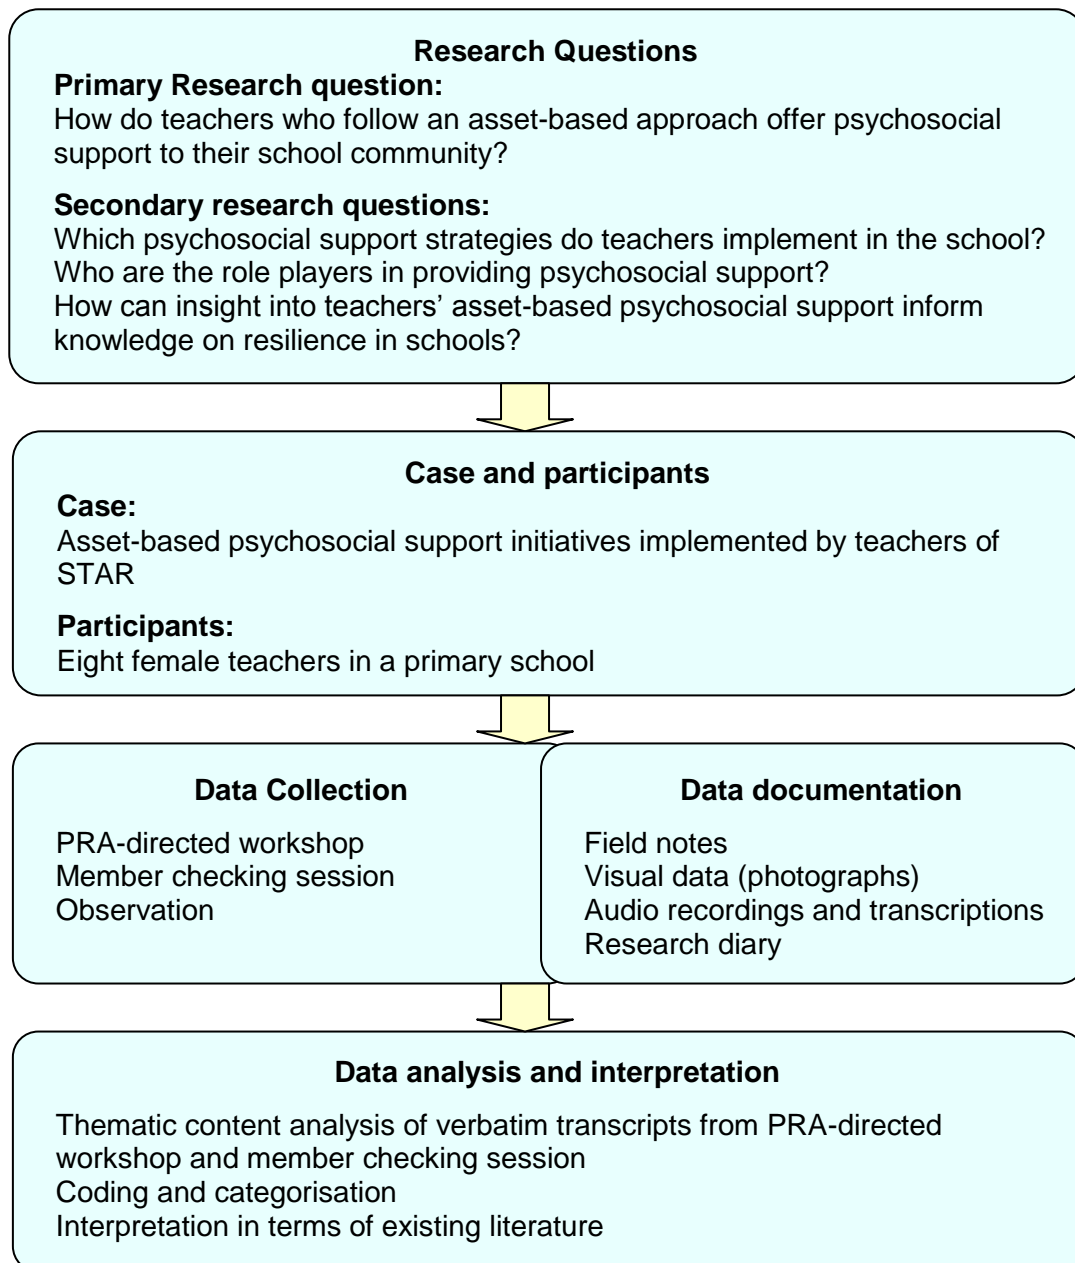 Research Questions
Primary Research question:
How do teachers who follow an asset-based approach offer psychosocial
support to their school community?
Secondary research questions:
Which psychosocial support strategies do teachers implement in the school?
Who are the role players in providing psychosocial support?
How can insight into teachers’ asset-based psychosocial support inform
knowledge on resilience in schools?
Case and participants
Case:
Asset-based psychosocial support initiatives implemented by teachers of
STAR
Participants:
Eight female teachers in a primary school
Data Collection
PRA-directed workshop
Member checking session
Observation
Data documentation
Field notes
Visual data (photographs)
Audio recordings and transcriptions
Research diary
Data analysis and interpretation
Thematic content analysis of verbatim transcripts from PRA-directed
workshop and member checking session
Coding and categorisation
Interpretation in terms of existing literature